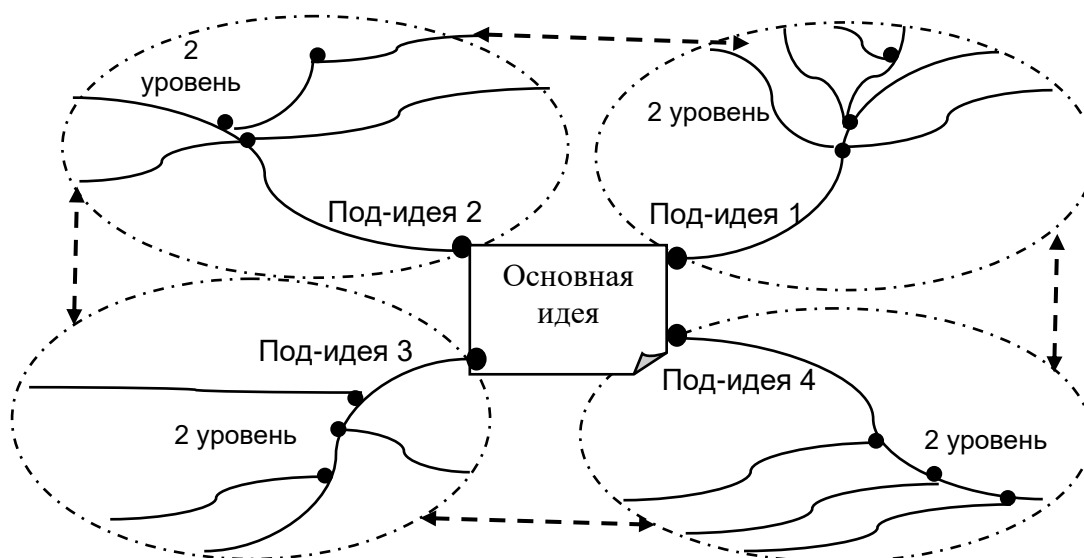 2
уровень
2 уровень
Под-идея 2
Под-идея 1
Основная
идея
Под-идея 3
Под-идея 4
2 уровень
2 уровень